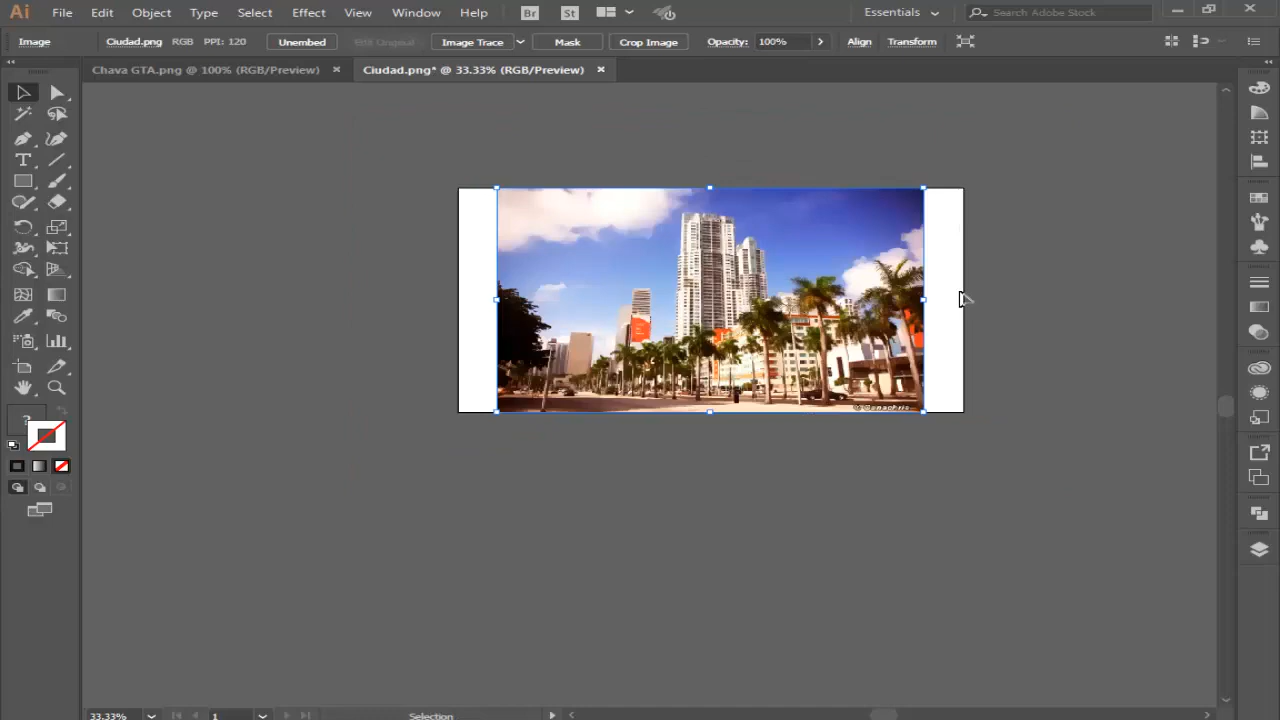 Ai File Edit Object Type Select Effect View Window Help Br St Essentials Search Adobe Stock
Image Ciudad.png RGB PPI: 120 Unembed Edit Original Image Trace Mask Crop Image Opacity: 100% Align Transform
Chava GTA.png @ 100% (RGB/Preview) × Ciudad.png* @ 33.33% (RGB/Preview) ×
?
33.33% 1 Selection